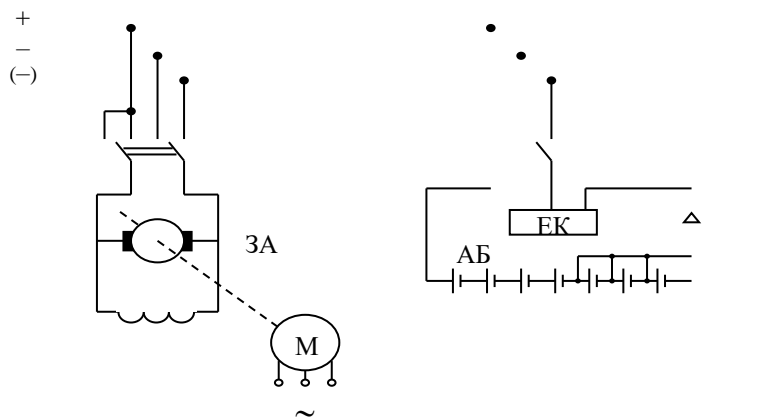 +
–
(–)
ЗА
ЕК
АБ
М
~